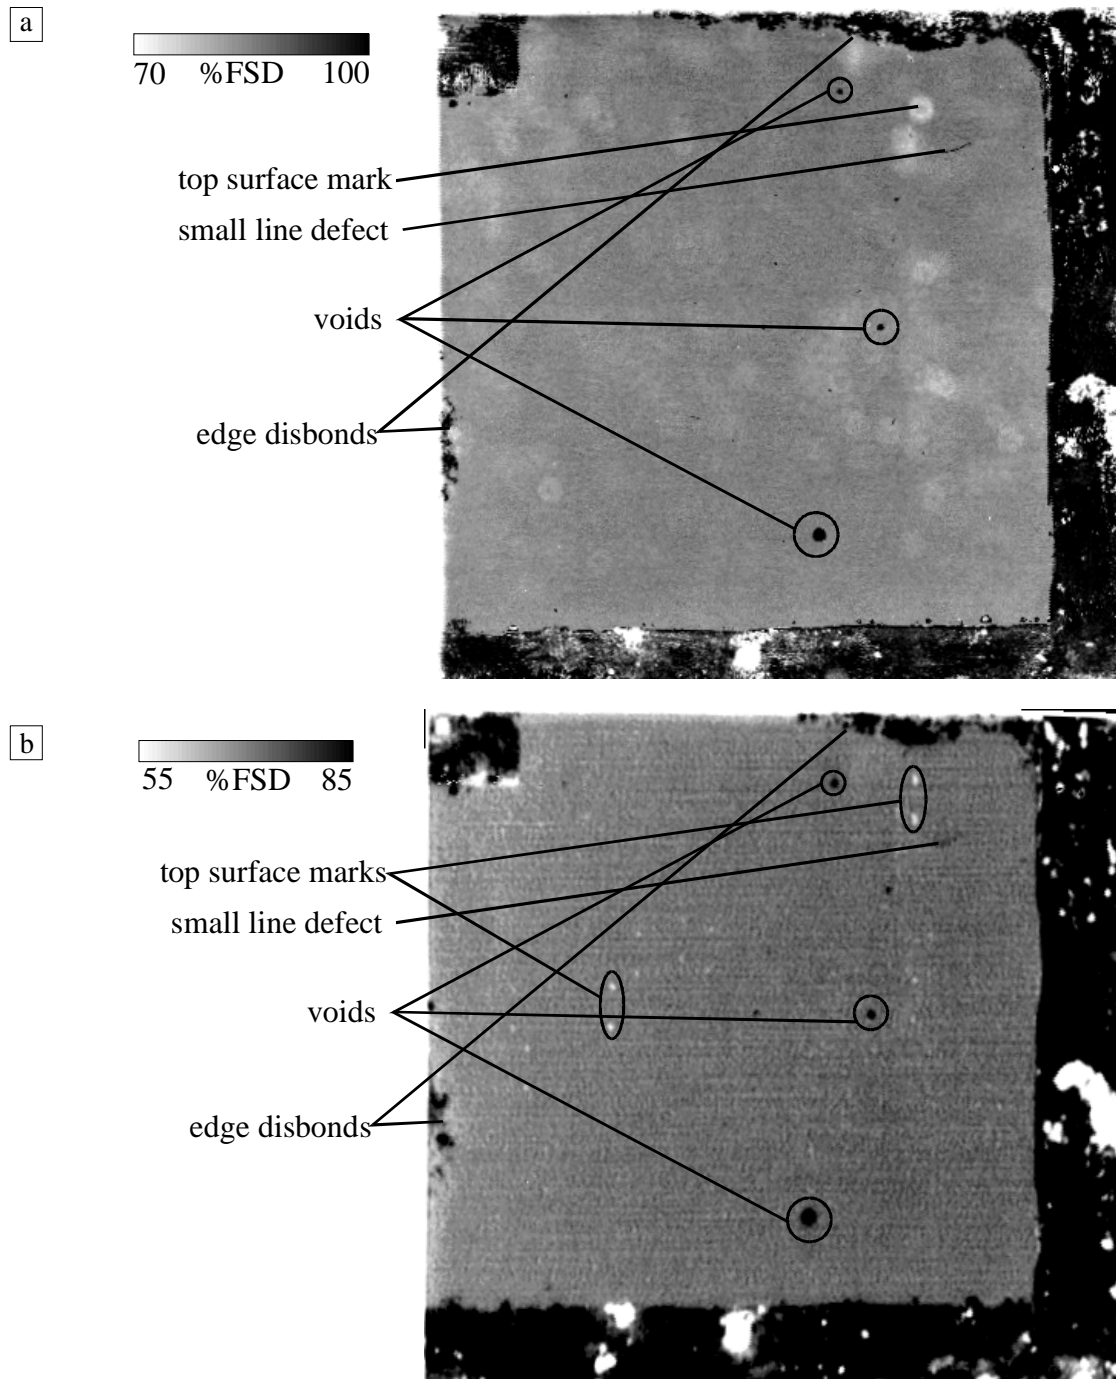 a
70 %FSD 100
top surface mark
small line defect
voids
edge disbonds
b
55 %FSD 85
top surface marks
small line defect
voids
edge disbonds